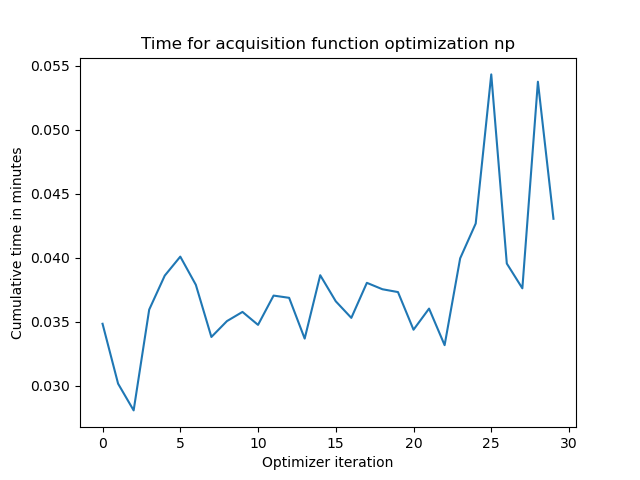 Time for acquisition function optimization np
Cumulative time in minutes
0.055
0.050
0.045
0.040
0.035
0.030
0 5 10 15 20 25 30
Optimizer iteration